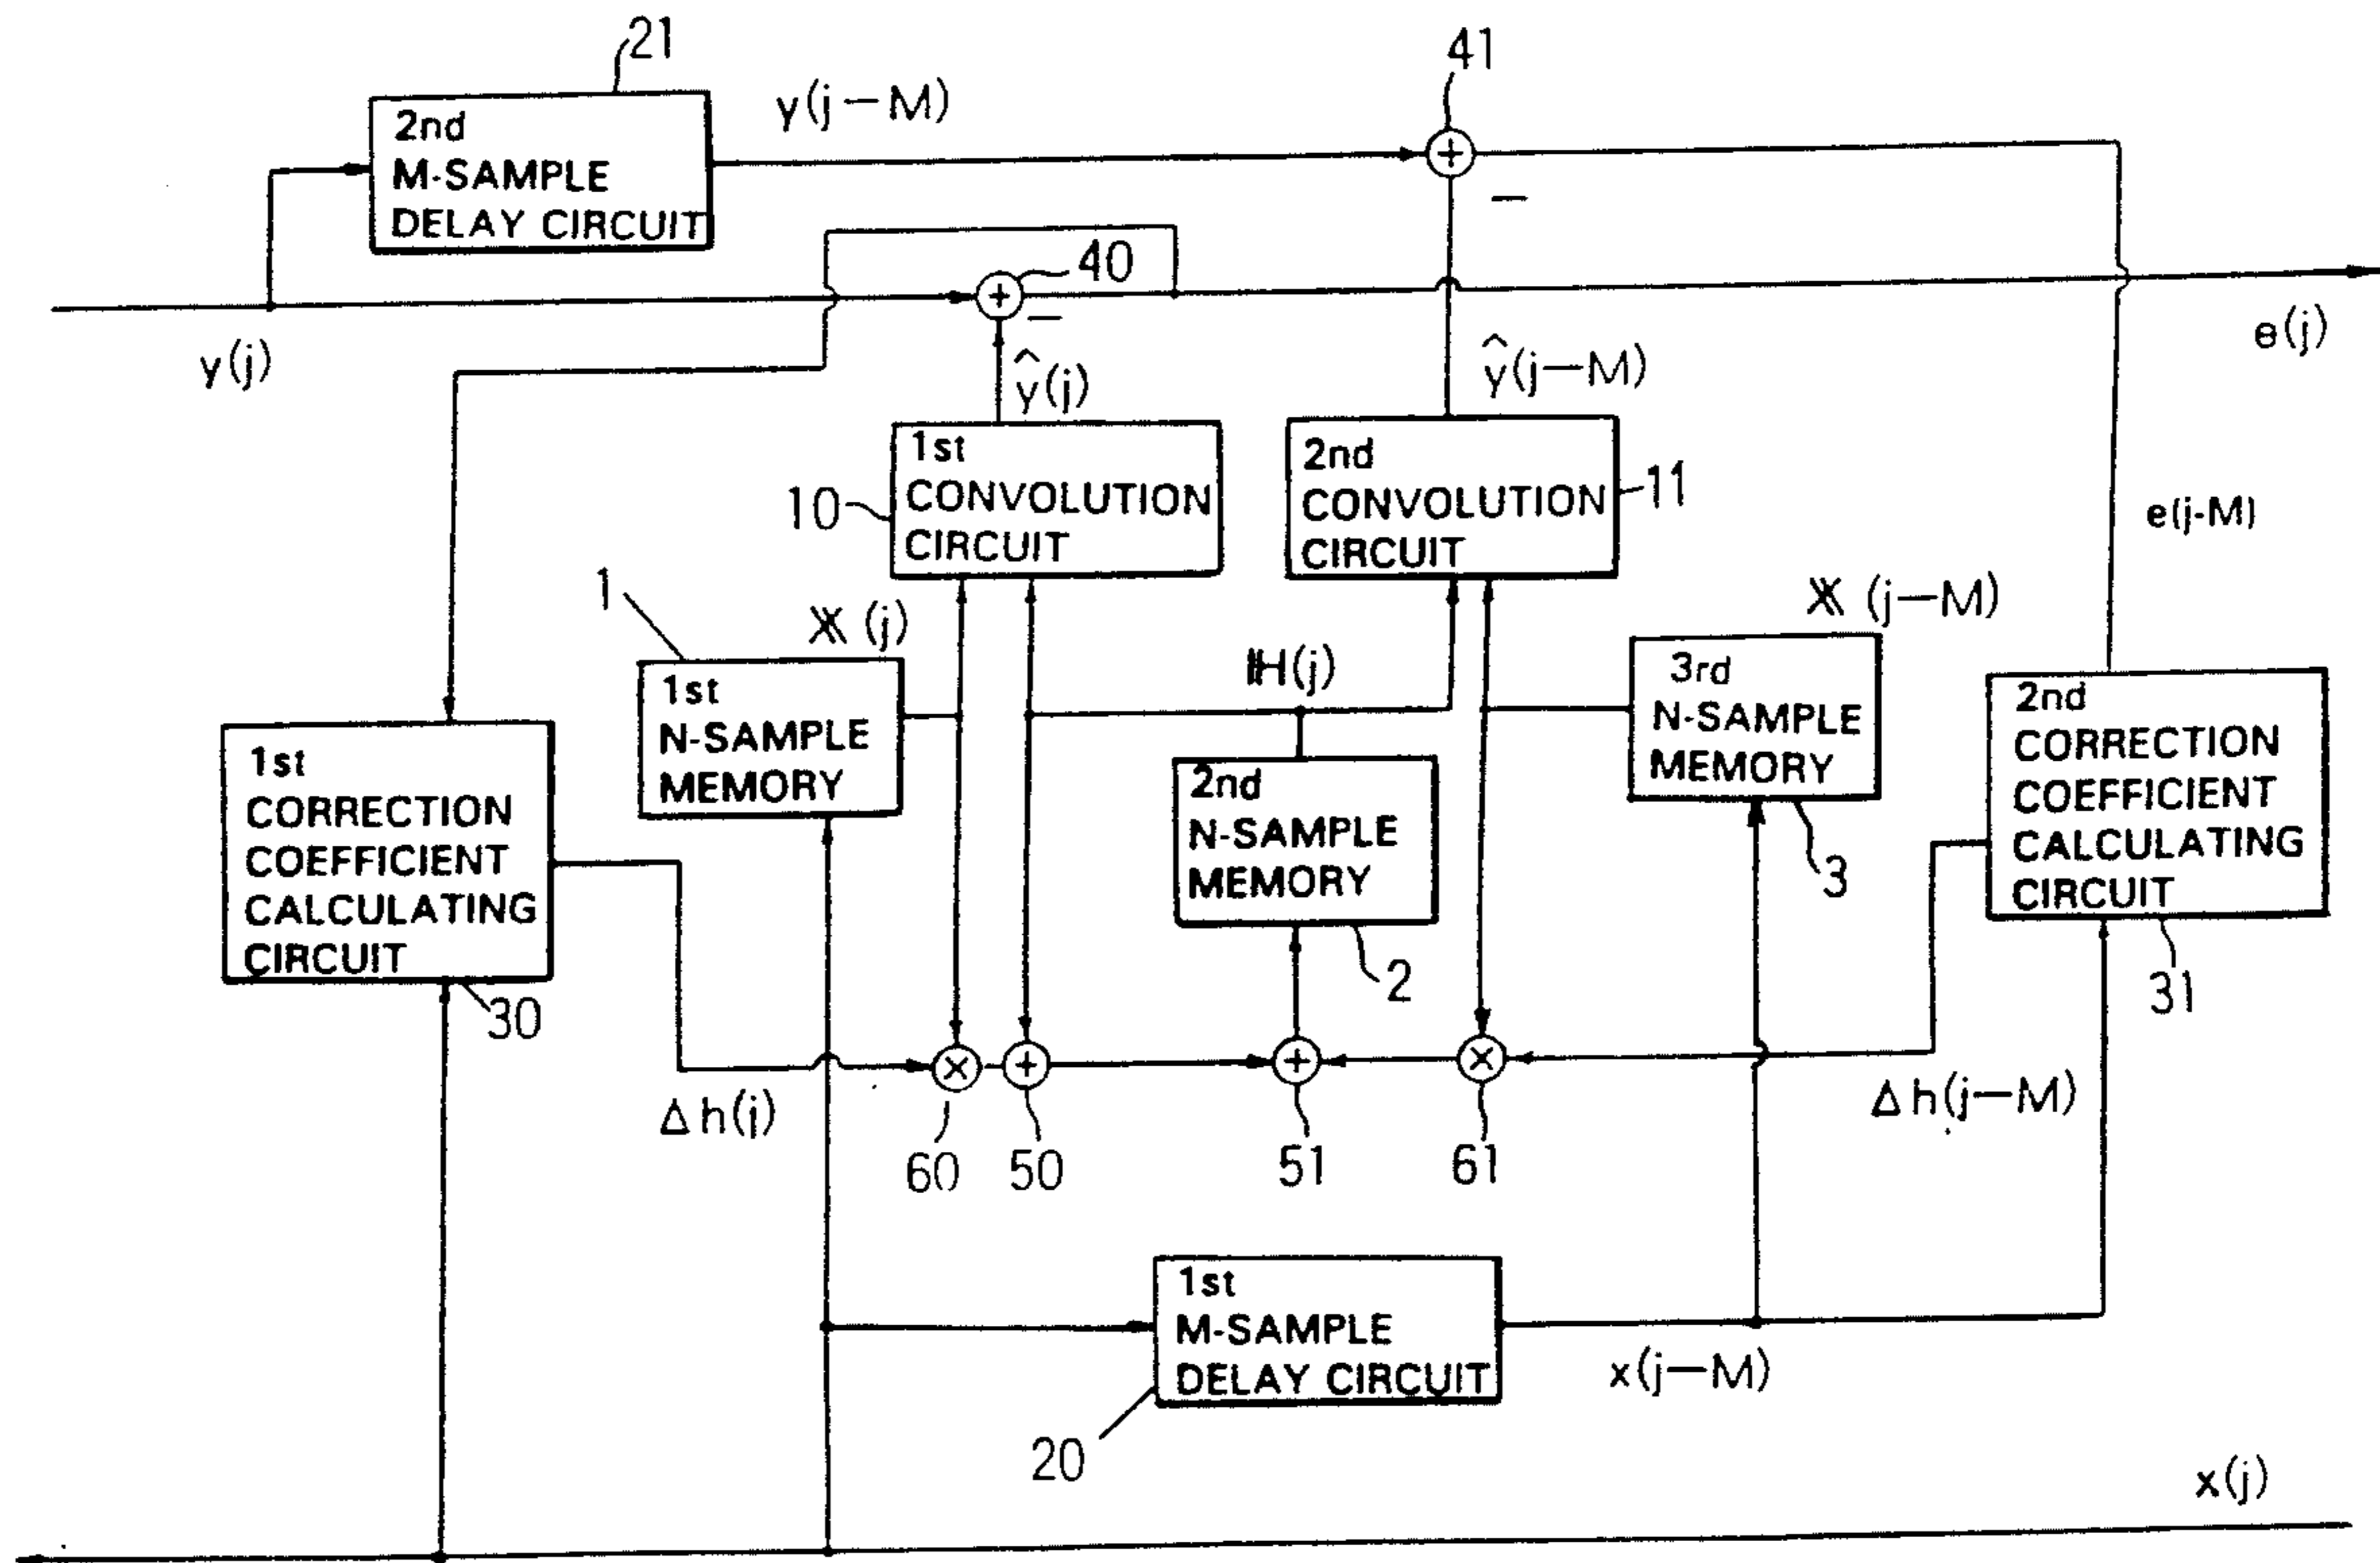 21
41
y(j-M)
2nd
M-SAMPLE
DELAY CIRCUIT
+
−
40
+
−
y(j)
e(j)
ŷ(j)
ŷ(j-M)
1st
CONVOLUTION
CIRCUIT
10
2nd
CONVOLUTION
CIRCUIT
11
e(j-M)
1
X(j)
H(j)
X(j-M)
1st
N-SAMPLE
MEMORY
3rd
N-SAMPLE
MEMORY
3
2nd
N-SAMPLE
MEMORY
2
1st
CORRECTION
COEFFICIENT
CALCULATING
CIRCUIT
30
2nd
CORRECTION
COEFFICIENT
CALCULATING
CIRCUIT
31
× + + ×
Δh(j)
Δh(j-M)
60 50 51 61
1st
M-SAMPLE
DELAY CIRCUIT
20
x(j-M)
x(j)